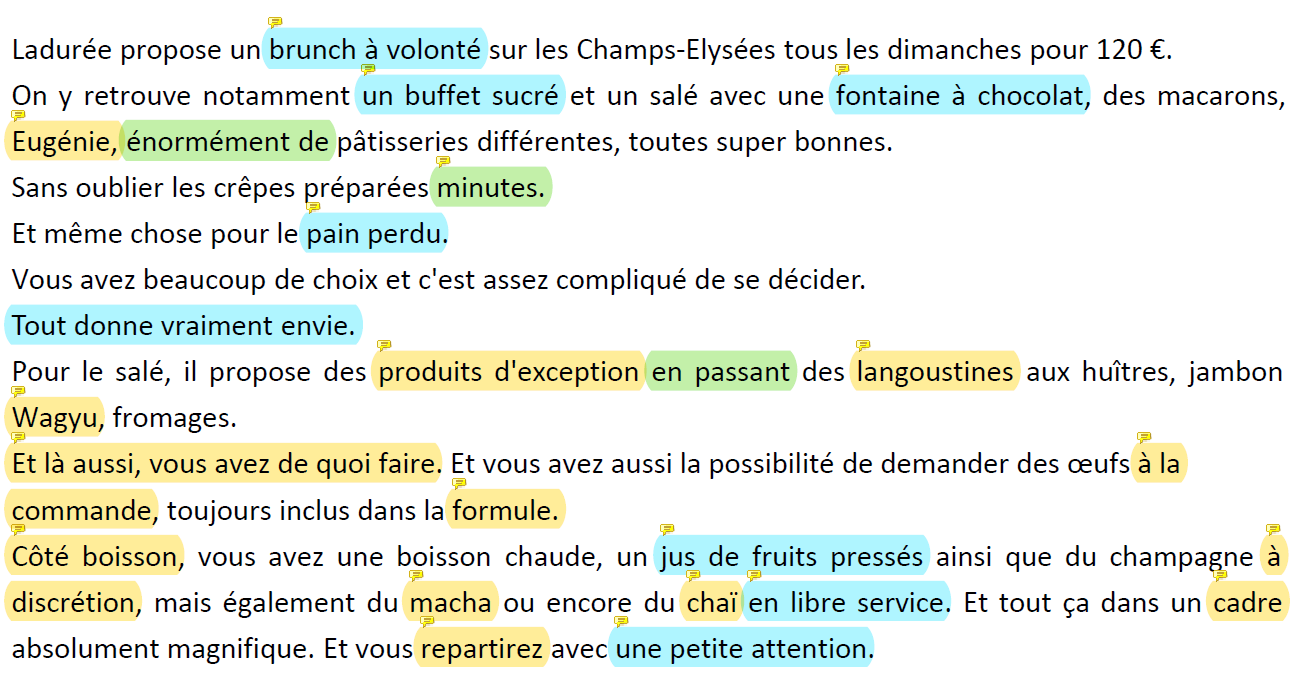 Ladurée propose un brunch à volonté sur les Champs-Elysées tous les dimanches pour 120 €.
On y retrouve notamment un buffet sucré et un salé avec une fontaine à chocolat, des macarons,
Eugénie, énormément de pâtisseries différentes, toutes super bonnes.
Sans oublier les crêpes préparées minutes.
Et même chose pour le pain perdu.
Vous avez beaucoup de choix et c'est assez compliqué de se décider.
Tout donne vraiment envie.
Pour le salé, il propose des produits d'exception en passant des langoustines aux huîtres, jambon
Wagyu, fromages.
Et là aussi, vous avez de quoi faire. Et vous avez aussi la possibilité de demander des œufs à la
commande, toujours inclus dans la formule.
Côté boisson, vous avez une boisson chaude, un jus de fruits pressés ainsi que du champagne à
discrétion, mais également du macha ou encore du chaï en libre service. Et tout ça dans un cadre
absolument magnifique. Et vous repartirez avec une petite attention.